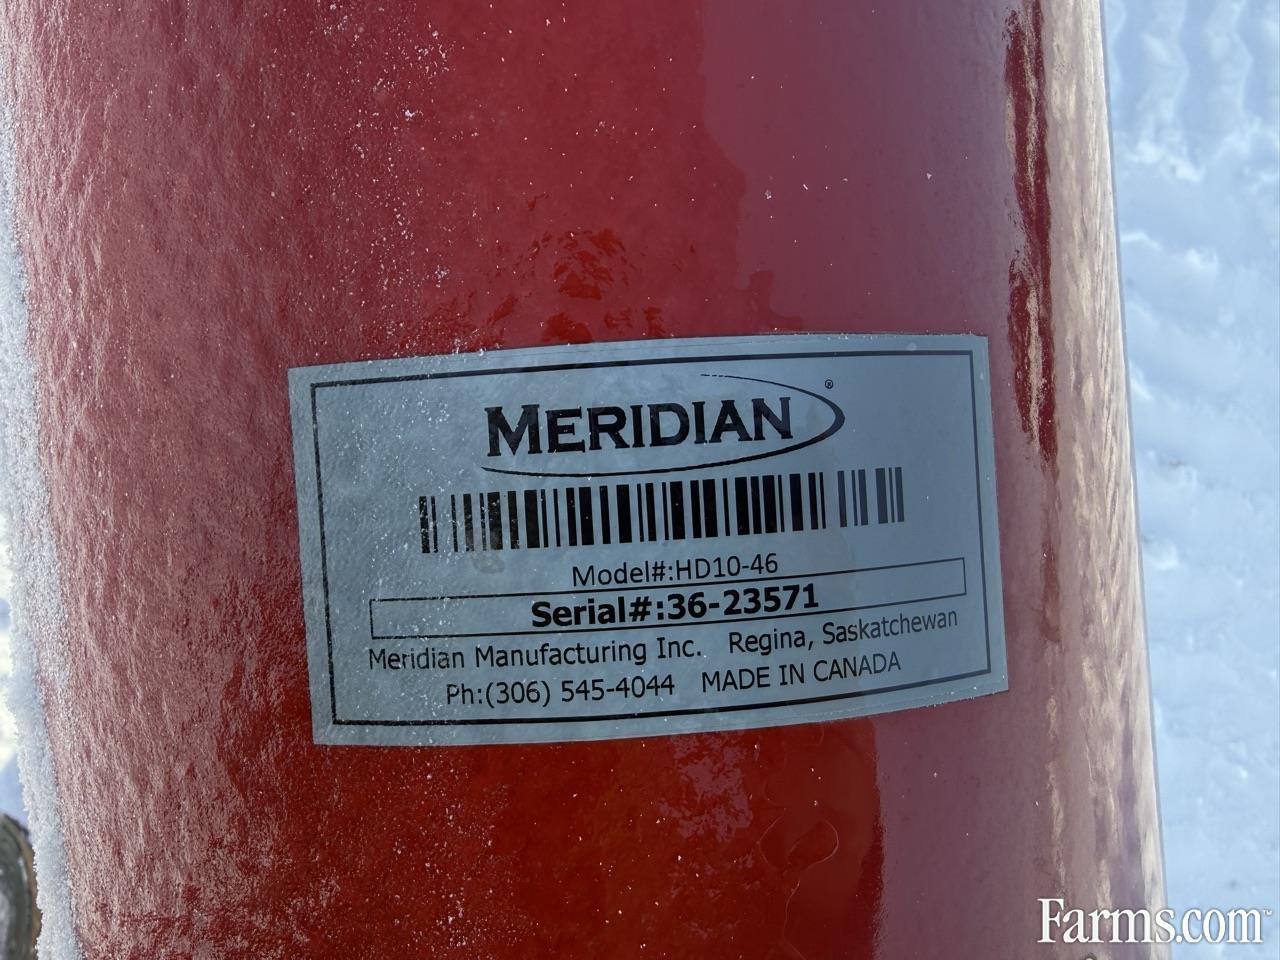 MERIDIAN®
Model#:HD10-46
Serial#:36-23571
Meridian Manufacturing Inc. Regina, Saskatchewan
Ph:(306) 545-4044 MADE IN CANADA
Farms.com™